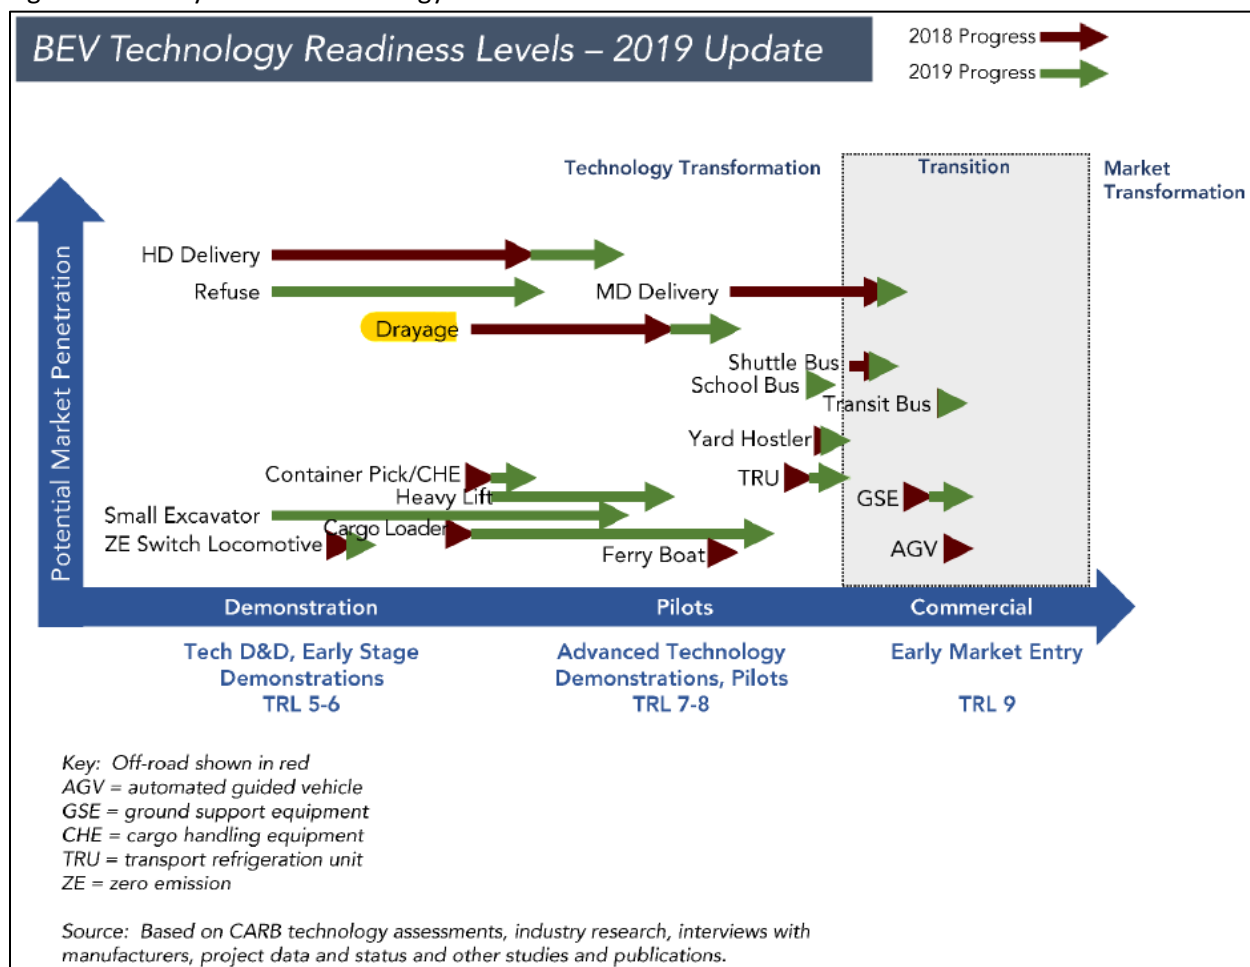 BEV Technology Readiness Levels – 2019 Update
2018 Progress
2019 Progress
Technology Transformation
Transition
Market
Transformation
Potential Market Penetration
HD Delivery
Refuse
MD Delivery
Drayage
Shuttle Bus
School Bus
Transit Bus
Yard Hostler
Container Pick/CHE
TRU
Heavy Lift
GSE
Small Excavator
Cargo Loader
ZE Switch Locomotive
Ferry Boat
AGV
Demonstration
Pilots
Commercial
Tech D&D, Early Stage
Demonstrations
TRL 5-6
Advanced Technology
Demonstrations, Pilots
TRL 7-8
Early Market Entry
TRL 9
Key: Off-road shown in red
AGV = automated guided vehicle
GSE = ground support equipment
CHE = cargo handling equipment
TRU = transport refrigeration unit
ZE = zero emission
Source: Based on CARB technology assessments, industry research, interviews with
manufacturers, project data and status and other studies and publications.